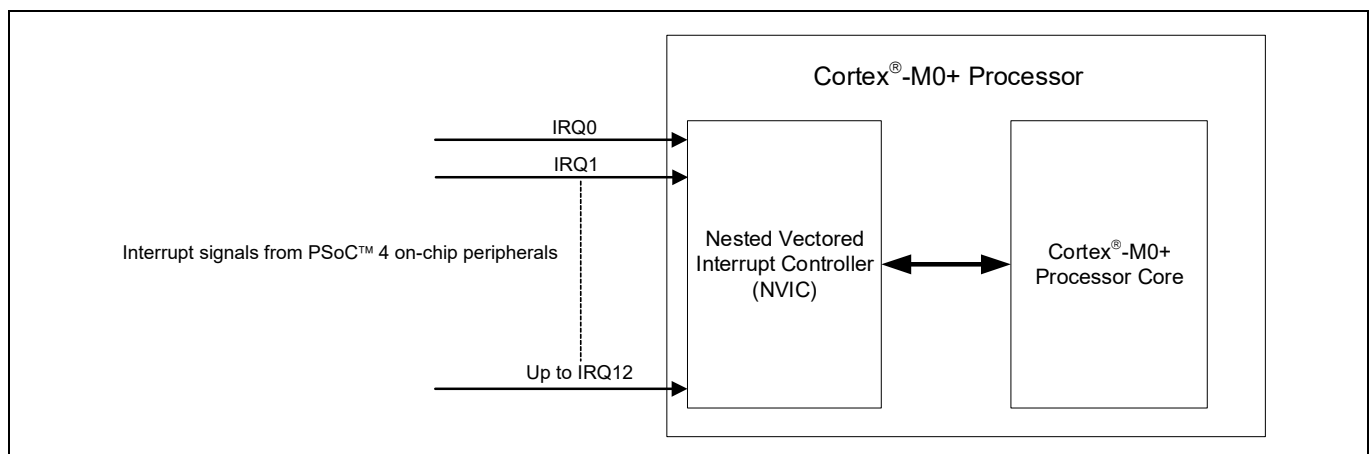 Cortex®-M0+ Processor
IRQ0
IRQ1
Interrupt signals from PSoC™ 4 on-chip peripherals
Up to IRQ12
Nested Vectored
Interrupt Controller
(NVIC)
Cortex®-M0+
Processor Core